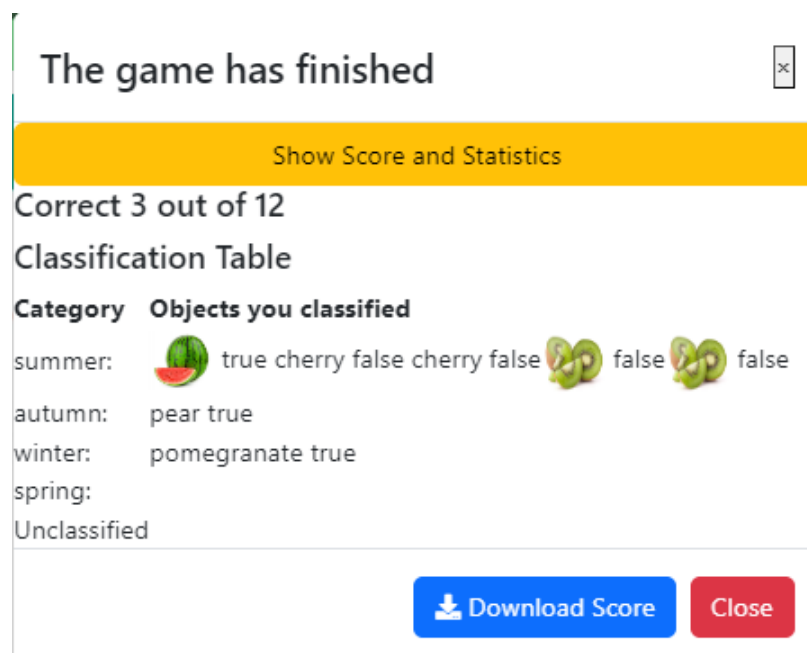 The game has finished
×
Show Score and Statistics
Correct 3 out of 12
Classification Table
Category Objects you classified
summer: true cherry false cherry false false false
autumn: pear true
winter: pomegranate true
spring:
Unclassified
Download Score Close